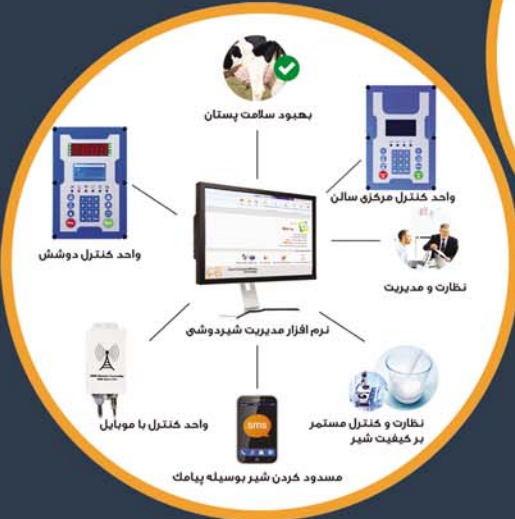 بهبود سلامت پستان
واحد کنترل مرکزی سالن
واحد کنترل دوشش
نظارت و مدیریت
نرم افزار مدیریت شیردوشی
نظارت و کنترل مستمر
بر کیفیت شیر
واحد کنترل با موبایل
sms
مسدود کردن شیر بوسیله پیامک